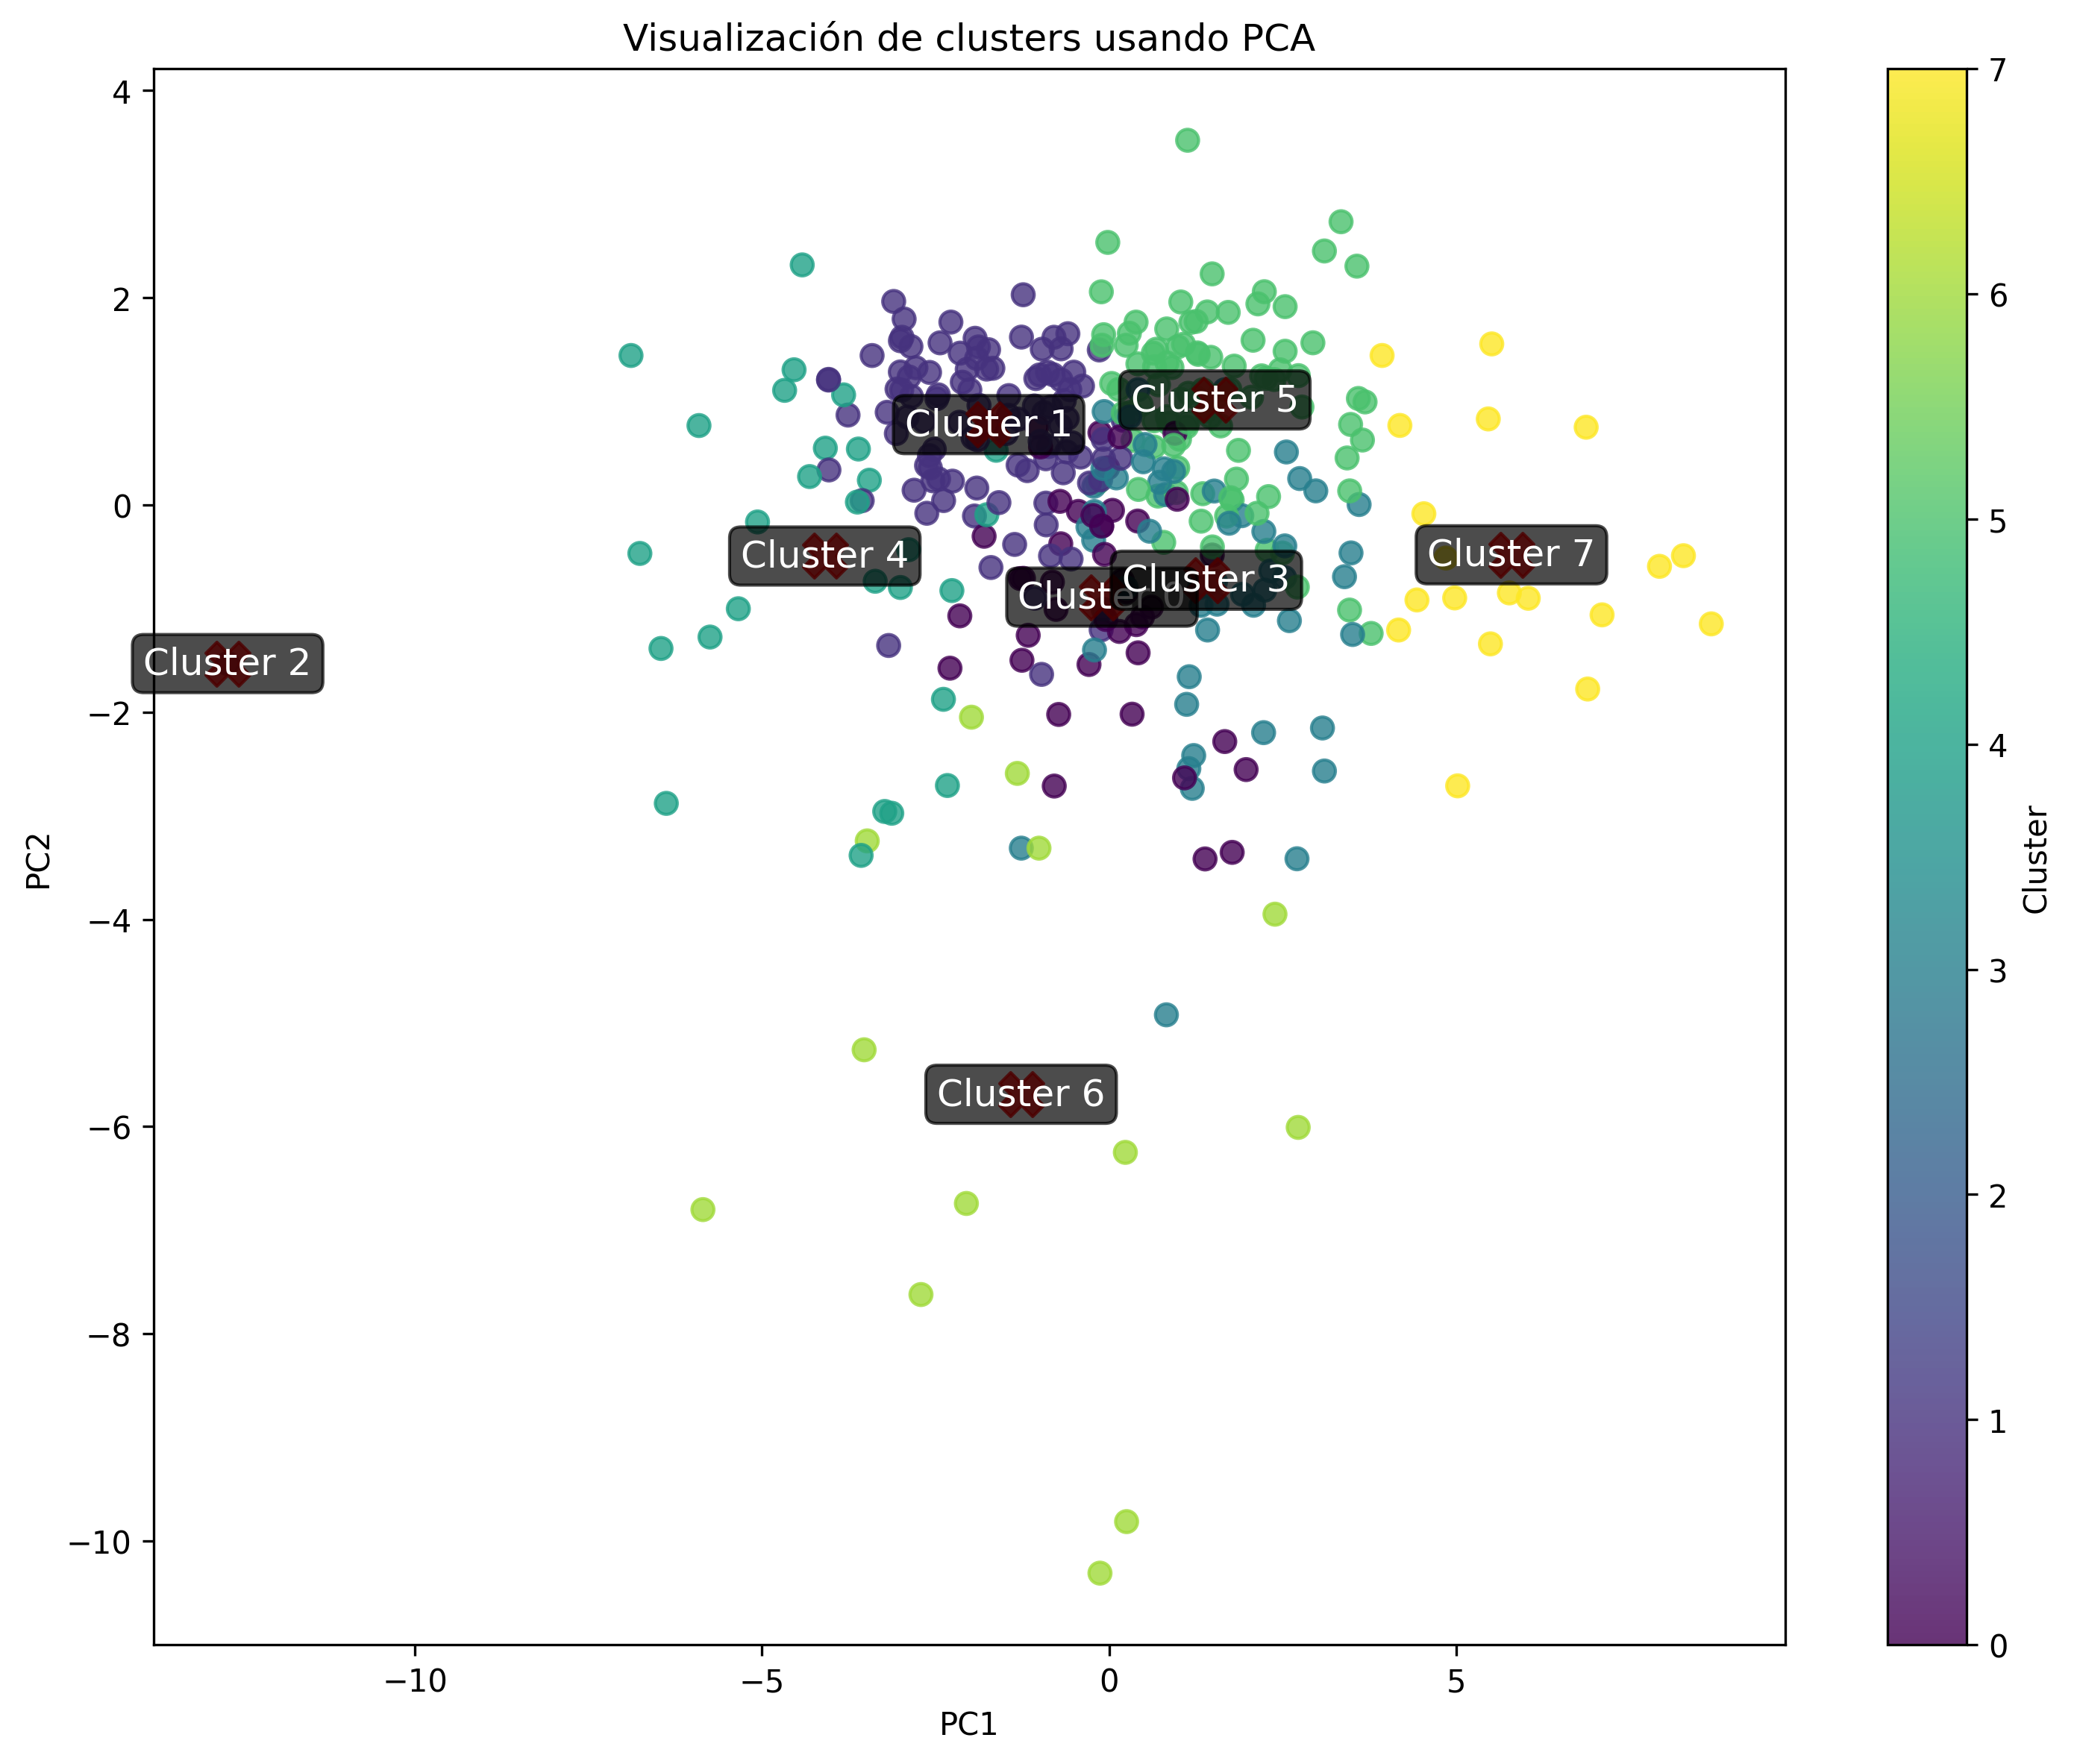 Visualización de clusters usando PCA
4
2
0
−2
−4
−6
−8
−10
PC2
Cluster 5
Cluster 1
Cluster 4
Cluster 7
Cluster 3
Cluster 0
Cluster 2
Cluster 6
−10
−5
0
5
PC1
7
6
5
4
3
2
1
0
Cluster